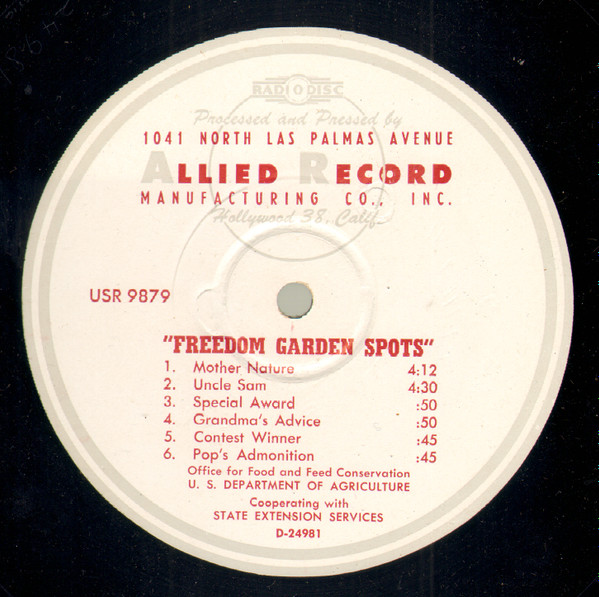 RADIODISC
Processed and Pressed by
1041 NORTH LAS PALMAS AVENUE
ALLIED RECORD
MANUFACTURING CO., INC.
Hollywood 38, Calif.
USR 9879
"FREEDOM GARDEN SPOTS"
1. Mother Nature 4:12
2. Uncle Sam 4:30
3. Special Award :50
4. Grandma's Advice :50
5. Contest Winner :45
6. Pop's Admonition :45
Office for Food and Feed Conservation
U. S. DEPARTMENT OF AGRICULTURE
Cooperating with
STATE EXTENSION SERVICES
D-24981